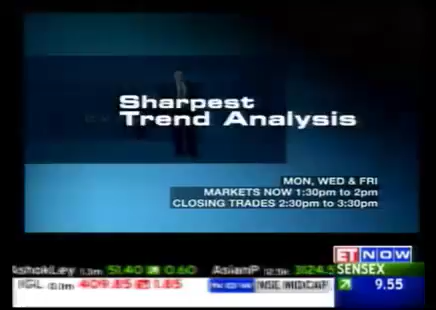 Sharpest
Trend Analysis
MON, WED & FRI
MARKETS NOW 1:30pm to 2pm
CLOSING TRADES 2:30pm to 3:30pm
ET NOW
AshokLey 51.40 0.60 AsianP 3124.5
SENSEX
IGL 409.85 1.85 NSE MIDCAP
9.55